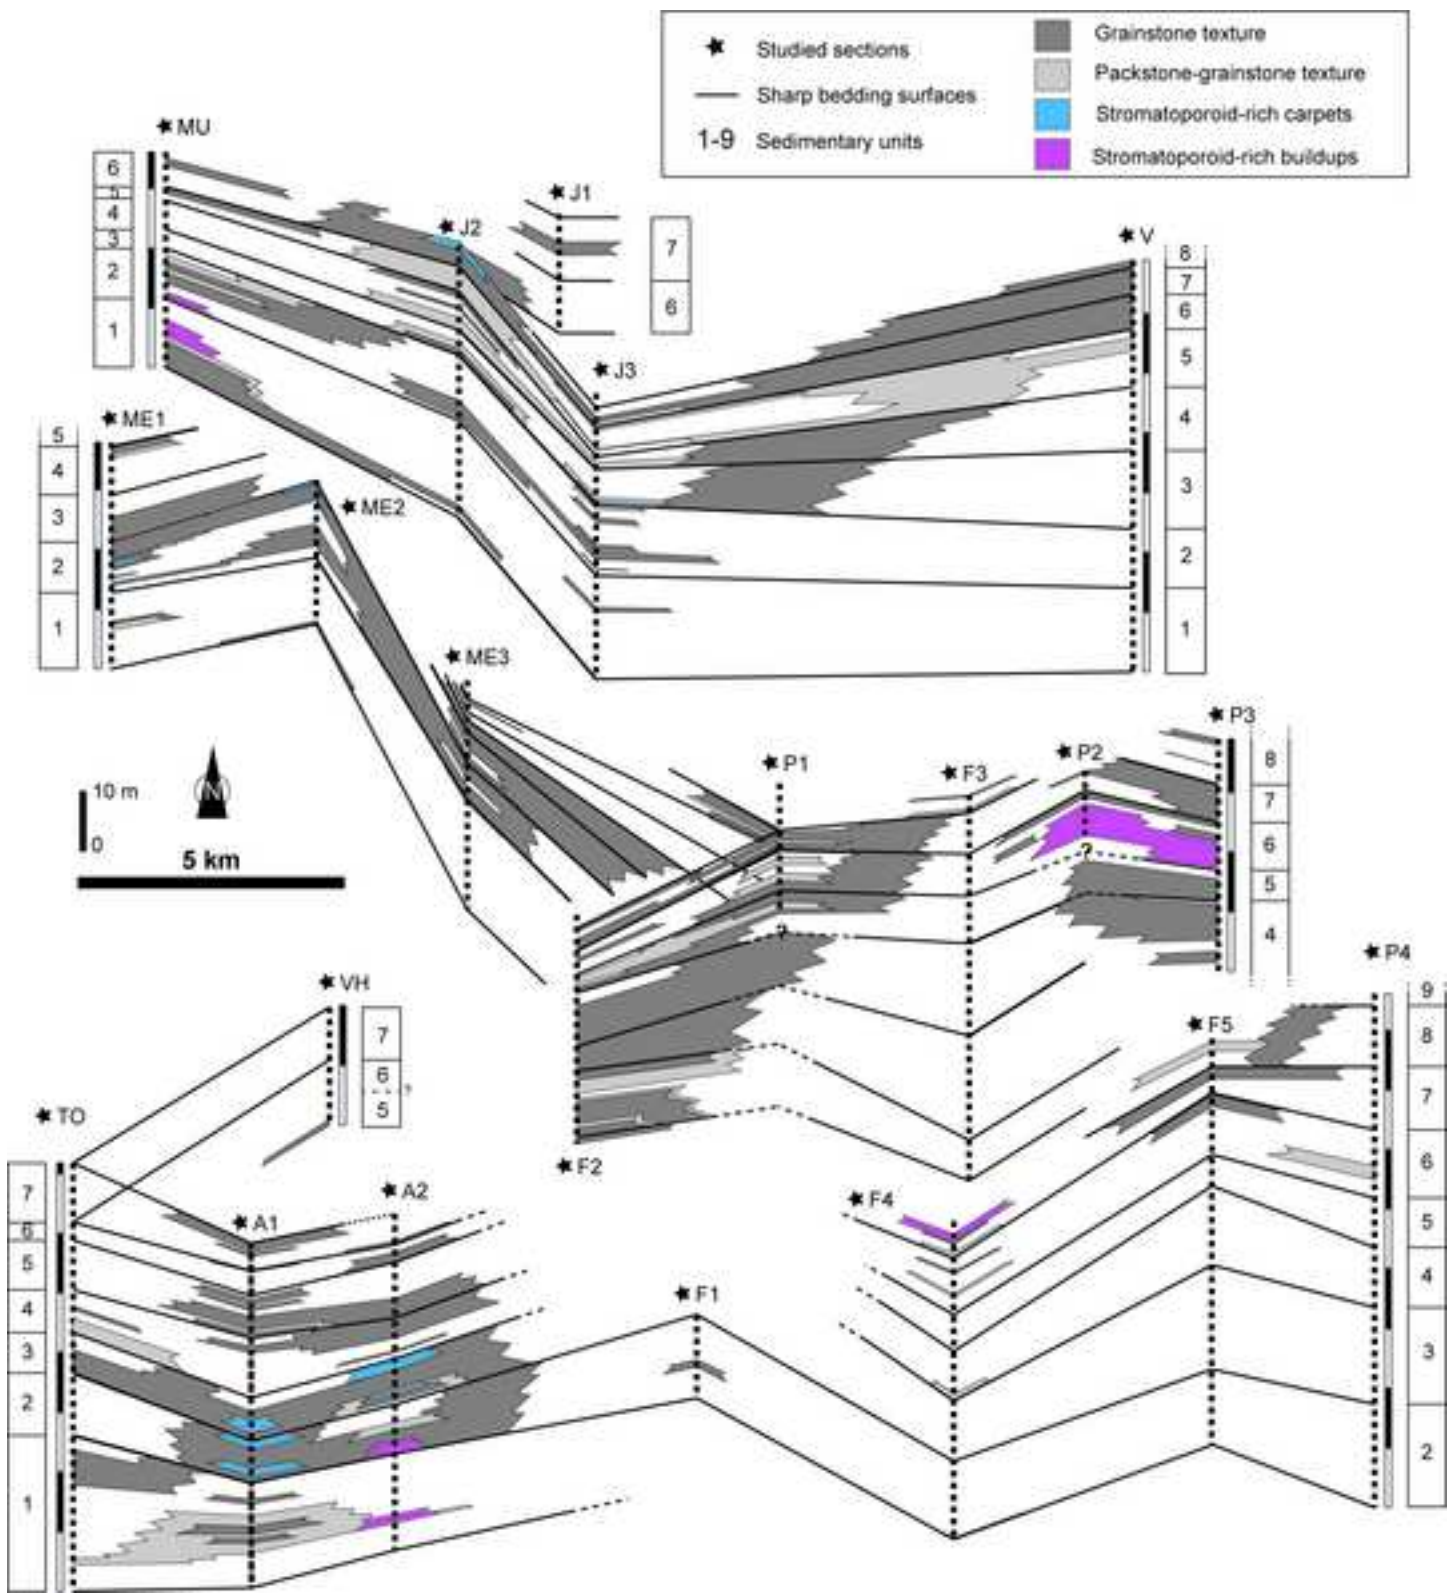 Studied sections
Sharp bedding surfaces
1-9 Sedimentary units
Grainstone texture
Packstone-grainstone texture
Stromatoporoid-rich carpets
Stromatoporoid-rich buildups
MU
6
5
4
3
2
1
J2
J1
7
6
V
8
7
6
5
4
3
2
1
J3
ME1
5
4
3
2
1
ME2
ME3
N
10 m
0
5 km
P1
F3
P2
P3
8
7
6
5
4
?
?
VH
7
6
?
5
F2
P4
9
8
7
6
5
4
3
2
F5
TO
7
6
5
4
3
2
1
A1
A2
F1
F4